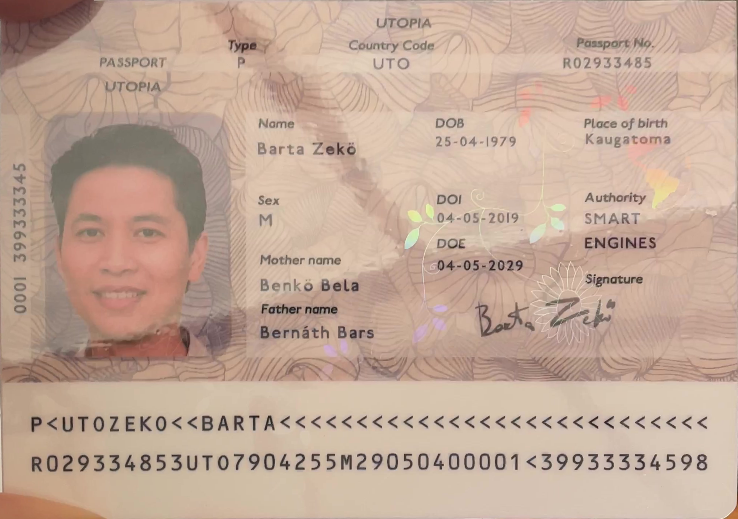 UTOPIA
Type Country Code Passport No.
PASSPORT P UTO R02933485
UTOPIA
Name DOB Place of birth
Barta Zekö 25-04-1979 Kaugatoma
Sex DOI Authority
M 04-05-2019 SMART
DOE ENGINES
Mother name 04-05-2029
Benkö Bela Signature
Father name
Bernáth Bars Barta Zekö
0001 399333345
P<UTOZEKO<<BARTA<<<<<<<<<<<<<<<<<<<<<<<<<<<<
R029334853UTO7904255M29050400001<39933334598